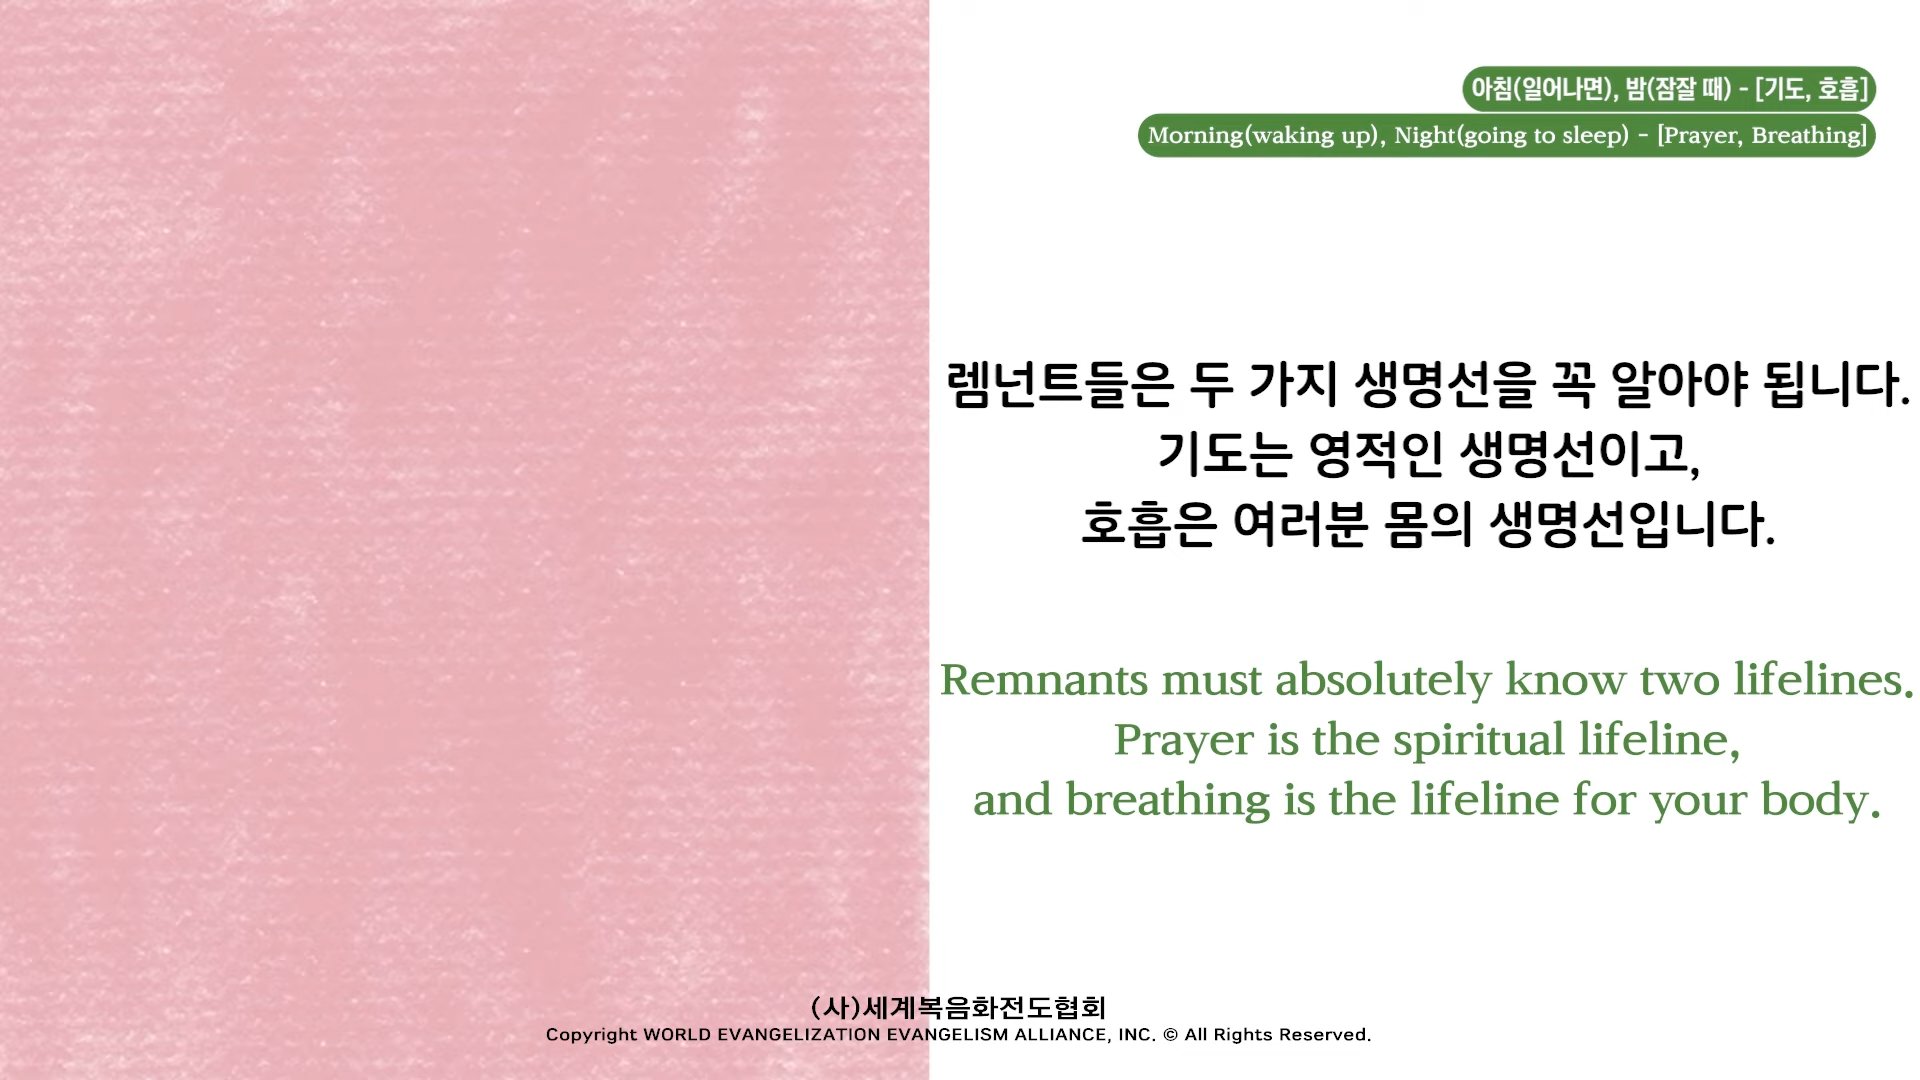 아침(일어나면), 밤(잠잘 때) - [기도, 호흡]
Morning(waking up), Night(going to sleep) - [Prayer, Breathing]
렘넌트들은 두 가지 생명선을 꼭 알아야 됩니다.
기도는 영적인 생명선이고,
호흡은 여러분 몸의 생명선입니다.
Remnants must absolutely know two lifelines.
Prayer is the spiritual lifeline,
and breathing is the lifeline for your body.
(사)세계복음화전도협회
Copyright WORLD EVANGELIZATION EVANGELISM ALLIANCE, INC. © All Rights Reserved.